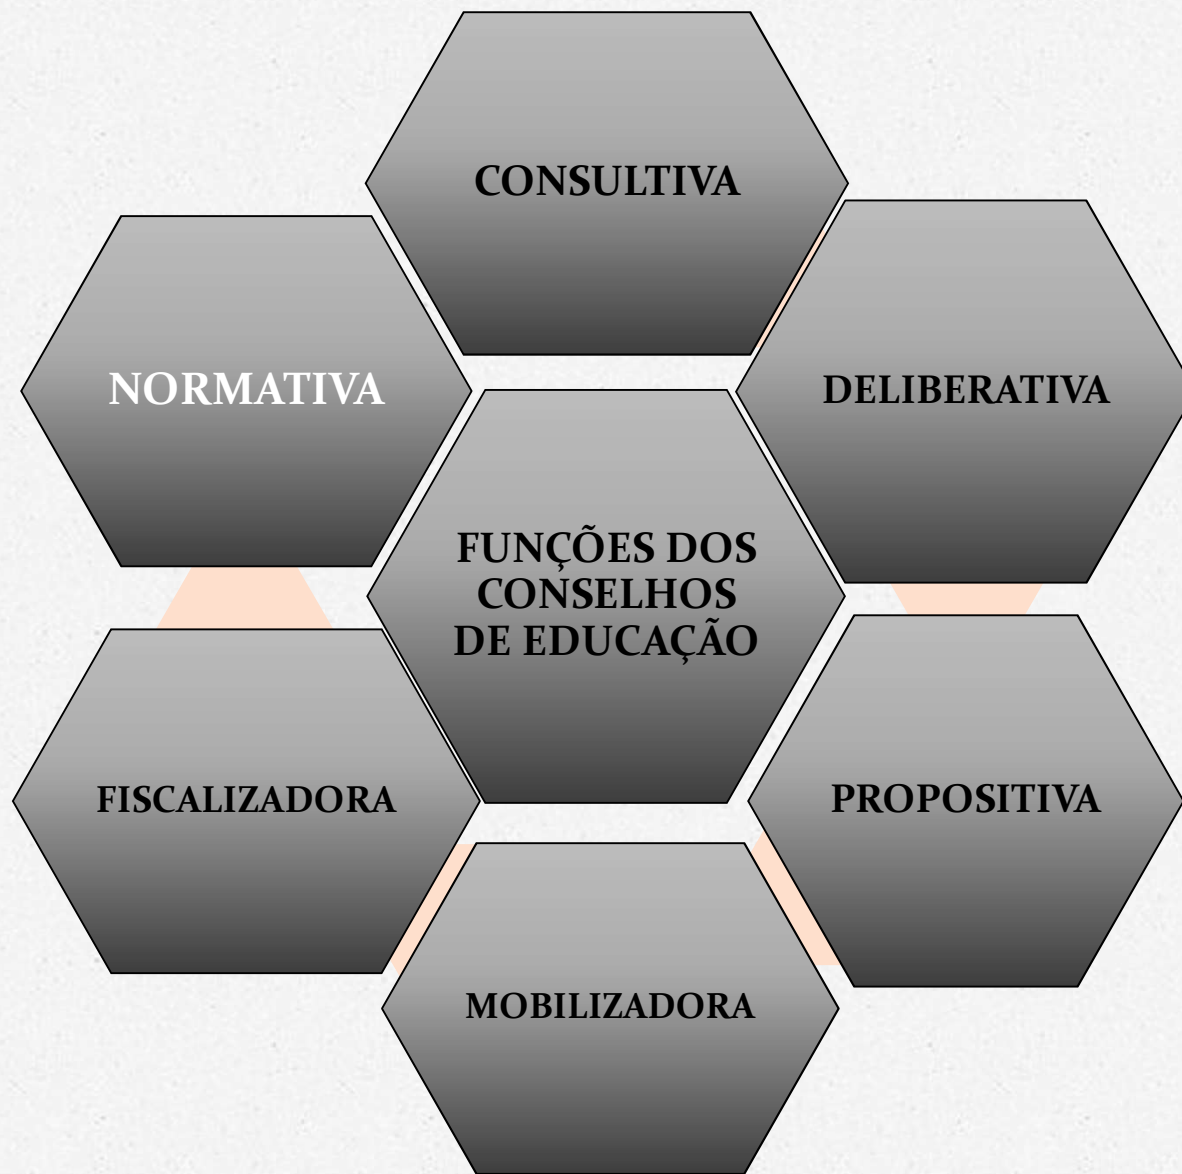 CONSULTIVA
NORMATIVA
DELIBERATIVA
FUNÇÕES DOS
CONSELHOS
DE EDUCAÇÃO
FISCALIZADORA
PROPOSITIVA
MOBILIZADORA